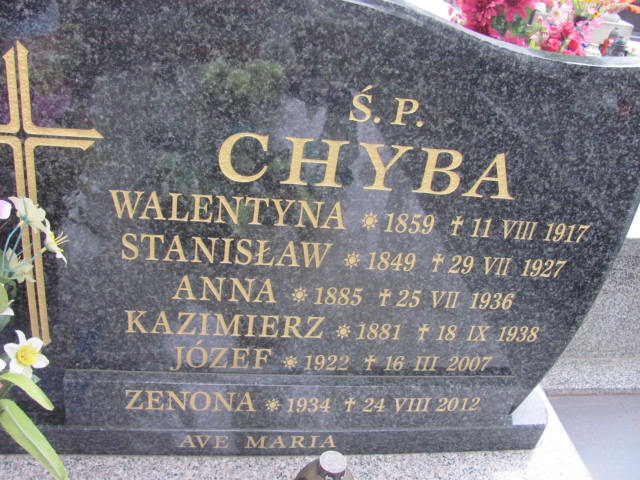 Ś.P.
CHYBA
WALENTYNA ☼ 1859 † 11 VIII 1917
STANISŁAW ☼ 1849 † 29 VII 1927
ANNA ☼ 1885 † 25 VII 1936
KAZIMIERZ ☼ 1881 † 18 IX 1938
JÓZEF ☼ 1922 † 16 III 2007
ZENONA ☼ 1934 † 24 VIII 2012
AVE MARIA